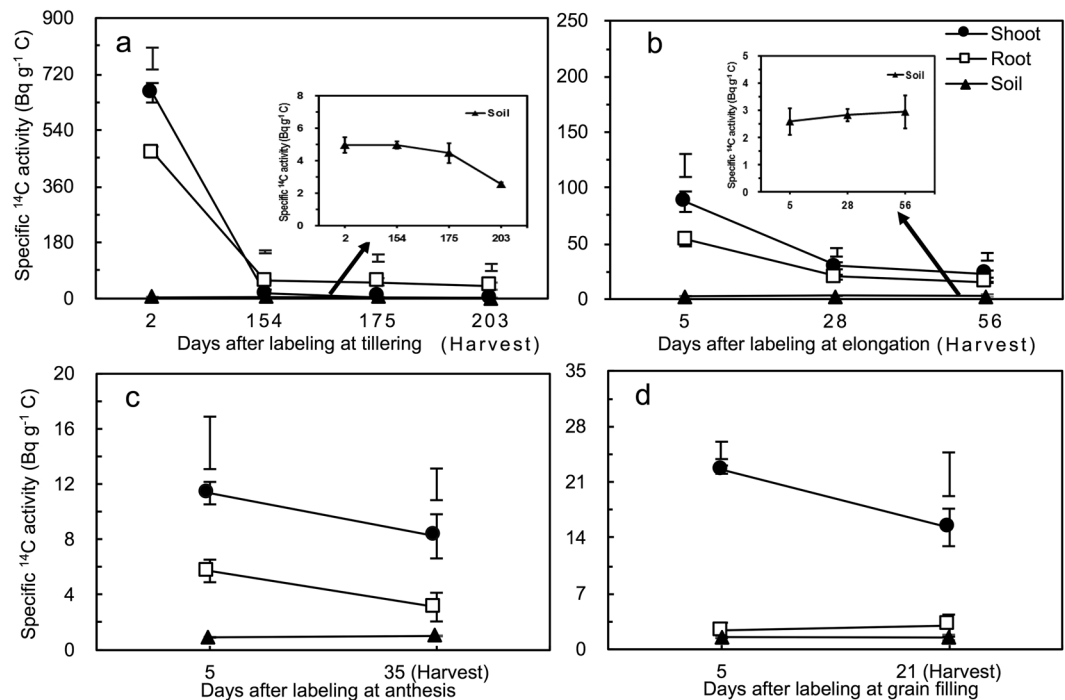 a
Specific ¹⁴C activity (Bq g⁻¹ C)
900
720
540
360
180
0
2 154 175 203
Days after labeling at tillering (Harvest)
Specific ¹⁴C activity (Bq g⁻¹ C)
8
6
4
2
0
Soil
2 154 175 203
b
250
200
150
100
50
0
5 28 56
Days after labeling at elongation (Harvest)
Shoot
Root
Soil
Specific ¹⁴C activity (Bq g⁻¹ C)
5
4
3
2
1
0
Soil
5 28 56
c
Specific ¹⁴C activity (Bq g⁻¹ C)
20
16
12
8
4
0
5 35 (Harvest)
Days after labeling at anthesis
d
35
28
21
14
7
0
5 21 (Harvest)
Days after labeling at grain filling